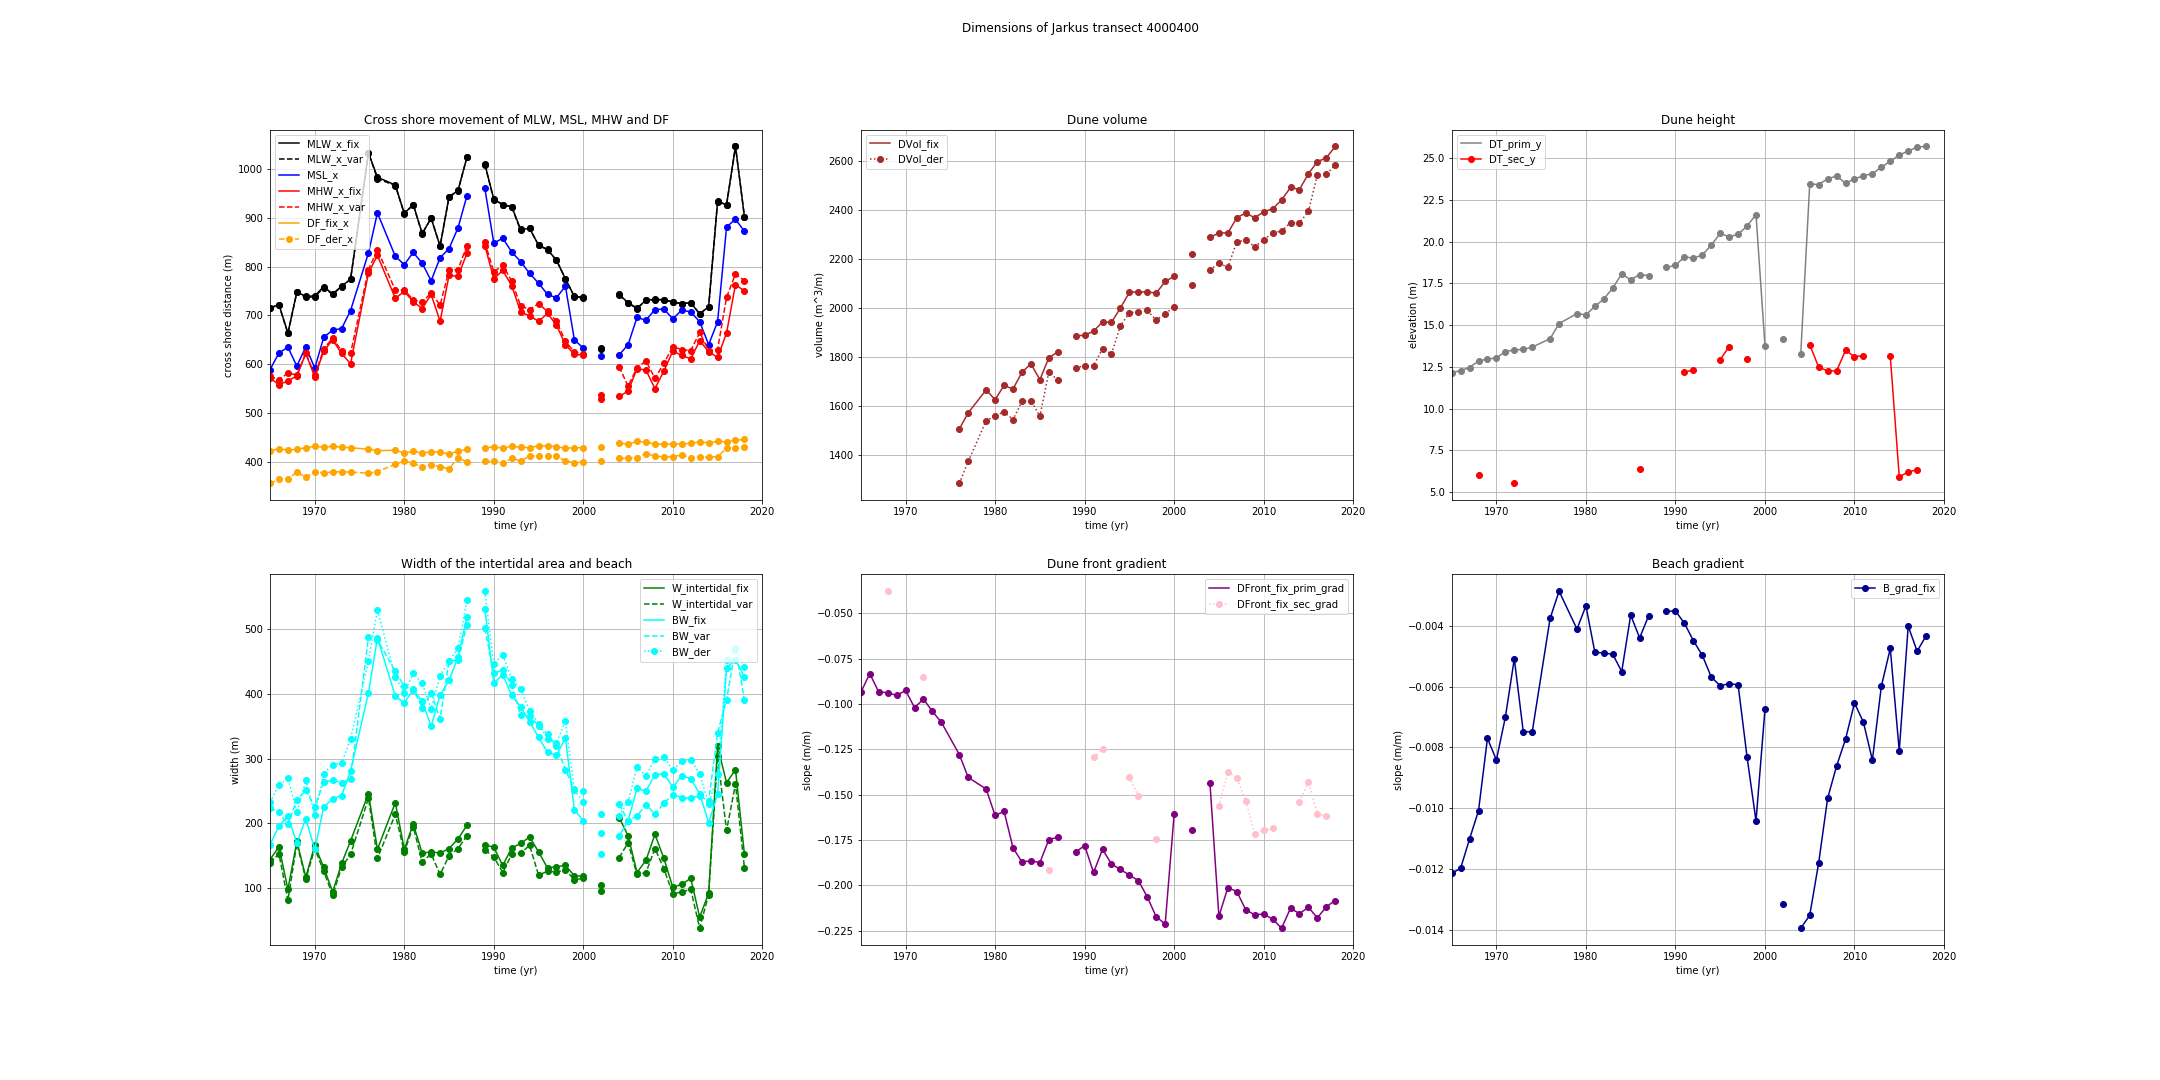 Dimensions of Jarkus transect 4000400
Cross shore movement of MLW, MSL, MHW and DF
cross shore distance (m)
1000
900
800
700
600
500
400
MLW_x_fix
MLW_x_var
MSL_x
MHW_x_fix
MHW_x_var
DF_fix_x
DF_der_x
1970 1980 1990 2000 2010 2020
time (yr)
Dune volume
volume (m^3/m)
2600
2400
2200
2000
1800
1600
1400
DVol_fix
DVol_der
1970 1980 1990 2000 2010 2020
time (yr)
Dune height
elevation (m)
25.0
22.5
20.0
17.5
15.0
12.5
10.0
7.5
5.0
DT_prim_y
DT_sec_y
1970 1980 1990 2000 2010 2020
time (yr)
Width of the intertidal area and beach
width (m)
500
400
300
200
100
W_intertidal_fix
W_intertidal_var
BW_fix
BW_var
BW_der
1970 1980 1990 2000 2010 2020
time (yr)
Dune front gradient
slope (m/m)
−0.050
−0.075
−0.100
−0.125
−0.150
−0.175
−0.200
−0.225
DFront_fix_prim_grad
DFront_fix_sec_grad
1970 1980 1990 2000 2010 2020
time (yr)
Beach gradient
slope (m/m)
−0.004
−0.006
−0.008
−0.010
−0.012
−0.014
B_grad_fix
1970 1980 1990 2000 2010 2020
time (yr)